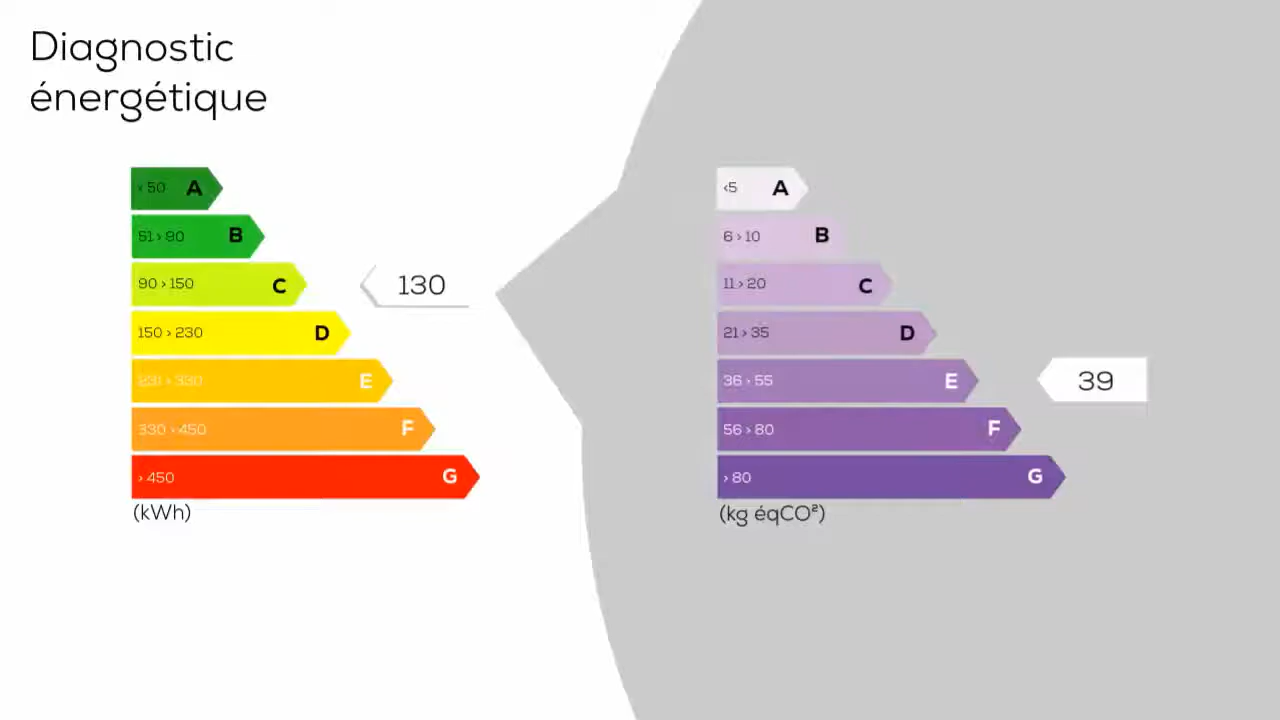 Diagnostic
énergétique
< 50 A
51 > 90 B
90 > 150 C
130
150 > 230 D
231 > 330 E
330 > 450 F
> 450 G
(kWh)
<5 A
6 > 10 B
11 > 20 C
21 > 35 D
36 > 55 E
39
56 > 80 F
> 80 G
(kg éqCO²)